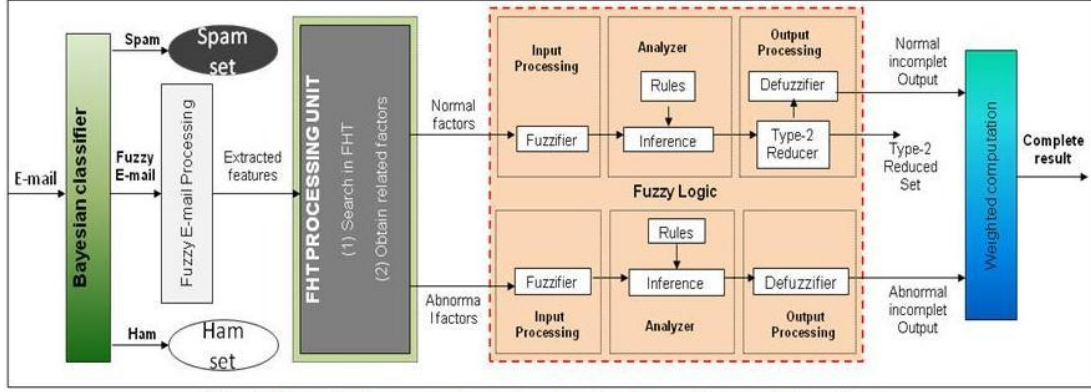 E-mail
Bayesian classifier
Spam
Spam
set
Fuzzy
E-mail
Fuzzy E-mail Processing
Ham
Ham
set
Extracted
features
FHT PROCESSING UNIT
(1) Search in FHT
(2) Obtain related factors
Normal
factors
Abnorma
l factors
Input
Processing
Analyzer
Output
Processing
Rules
Defuzzifier
Fuzzifier
Inference
Type-2
Reducer
Fuzzy Logic
Rules
Fuzzifier
Inference
Defuzzifier
Input
Processing
Analyzer
Output
Processing
Normal
incomplet
Output
Type-2
Reduced
Set
Abnormal
incomplet
Output
Weighted computation
Complete
result